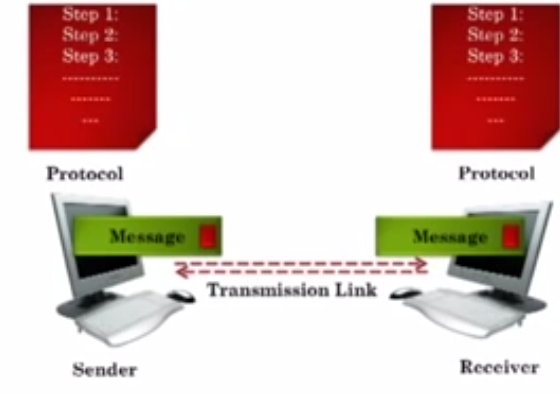 Step 1:
Step 2:
Step 3:
----------
-------
---
Step 1:
Step 2:
Step 3:
----------
-------
---
Protocol
Protocol
Message
Message
Transmission Link
Sender
Receiver